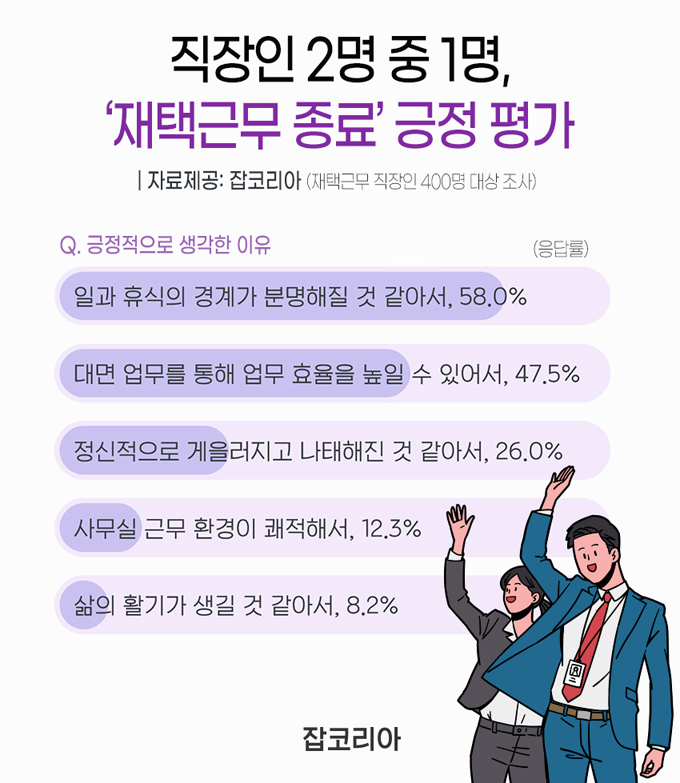 직장인 2명 중 1명,
‘재택근무 종료’ 긍정 평가
| 자료제공: 잡코리아 (재택근무 직장인 400명 대상 조사)
Q. 긍정적으로 생각한 이유 (응답률)
일과 휴식의 경계가 분명해질 것 같아서, 58.0%
대면 업무를 통해 업무 효율을 높일 수 있어서, 47.5%
정신적으로 게을러지고 나태해진 것 같아서, 26.0%
사무실 근무 환경이 쾌적해서, 12.3%
삶의 활기가 생길 것 같아서, 8.2%
잡코리아